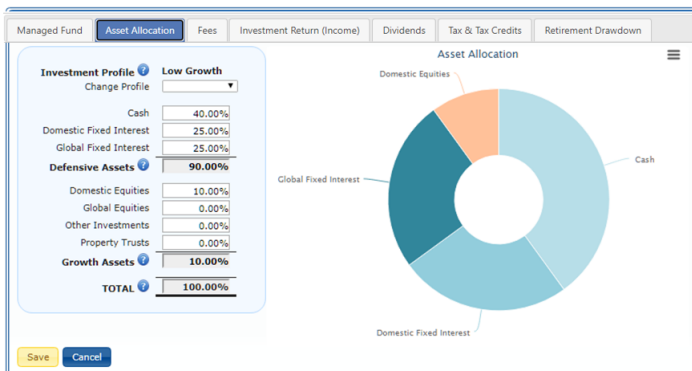 Managed Fund Asset Allocation Fees Investment Return (Income) Dividends Tax & Tax Credits Retirement Drawdown
Investment Profile ? Low Growth
Change Profile
Cash 40.00%
Domestic Fixed Interest 25.00%
Global Fixed Interest 25.00%
Defensive Assets ? 90.00%
Domestic Equities 10.00%
Global Equities 0.00%
Other Investments 0.00%
Property Trusts 0.00%
Growth Assets ? 10.00%
TOTAL ? 100.00%
Save Cancel
Asset Allocation
Domestic Equities
Cash
Global Fixed Interest
Domestic Fixed Interest